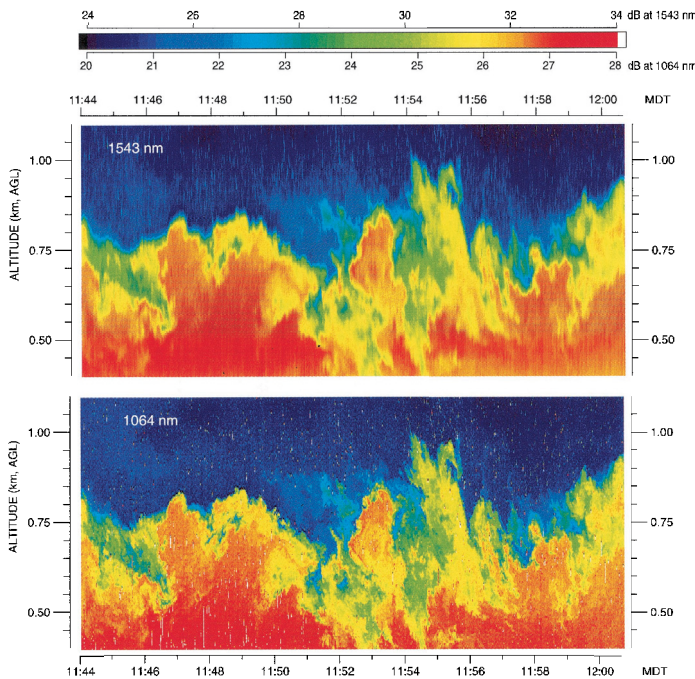 24 26 28 30 32 34 dB at 1543 nm
20 21 22 23 24 25 26 27 28 dB at 1064 nm
11:44 11:46 11:48 11:50 11:52 11:54 11:56 11:58 12:00 MDT
1543 nm
1.00 1.00
0.75 0.75
0.50 0.50
ALTITUDE (km, AGL)
1064 nm
1.00 1.00
0.75 0.75
0.50 0.50
ALTITUDE (km, AGL)
11:44 11:46 11:48 11:50 11:52 11:54 11:56 11:58 12:00 MDT